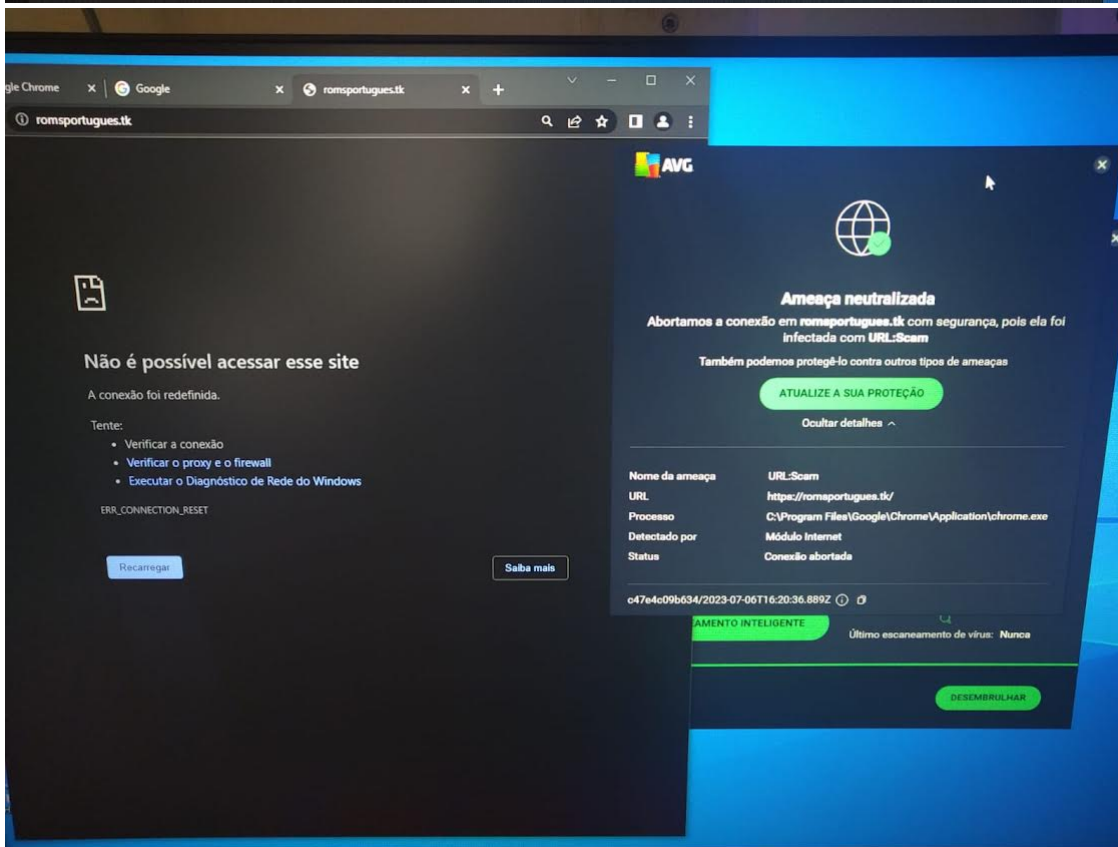 gle Chrome
Google
romsportugues.tk
romsportugues.tk
Não é possível acessar esse site
A conexão foi redefinida.
Tente:
• Verificar a conexão
• Verificar o proxy e o firewall
• Executar o Diagnóstico de Rede do Windows
ERR_CONNECTION_RESET
Recarregar
Saiba mais
AVG
Ameaça neutralizada
Abortamos a conexão em romsportugues.tk com segurança, pois ela foi
infectada com URL:Scam
Também podemos protegê-lo contra outros tipos de ameaças
ATUALIZE A SUA PROTEÇÃO
Ocultar detalhes
Nome da ameaça URL:Scam
URL https://romsportugues.tk/
Processo C:\Program Files\Google\Chrome\Application\chrome.exe
Detectado por Módulo Internet
Status Conexão abortada
c47e4c09b634/2023-07-06T16:20:36.889Z
AMENTO INTELIGENTE
Último escaneamento de vírus: Nunca
DESEMBRULHAR